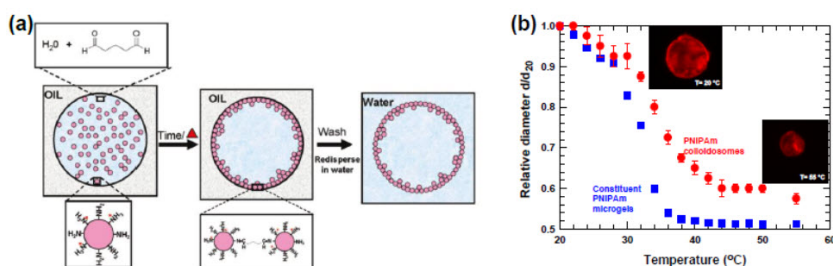 (a)
H₂O +
O
O
OIL
Time/
OIL
Wash
Redisperse
in water
Water
NH₂
H₂N
NH₂
(b)
Relative diameter d/d20
1.0
0.9
0.8
0.7
0.6
0.5
20
30
40
50
60
Temperature (°C)
T= 20 °C
PNIPAm
colloidosomes
Constituent
PNIPAm
microgels